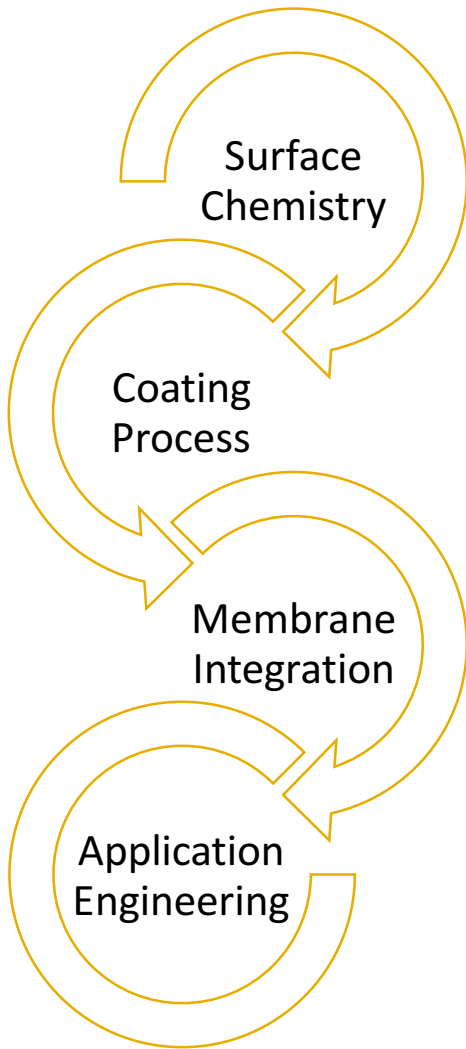 Surface
Chemistry
Coating
Process
Membrane
Integration
Application
Engineering